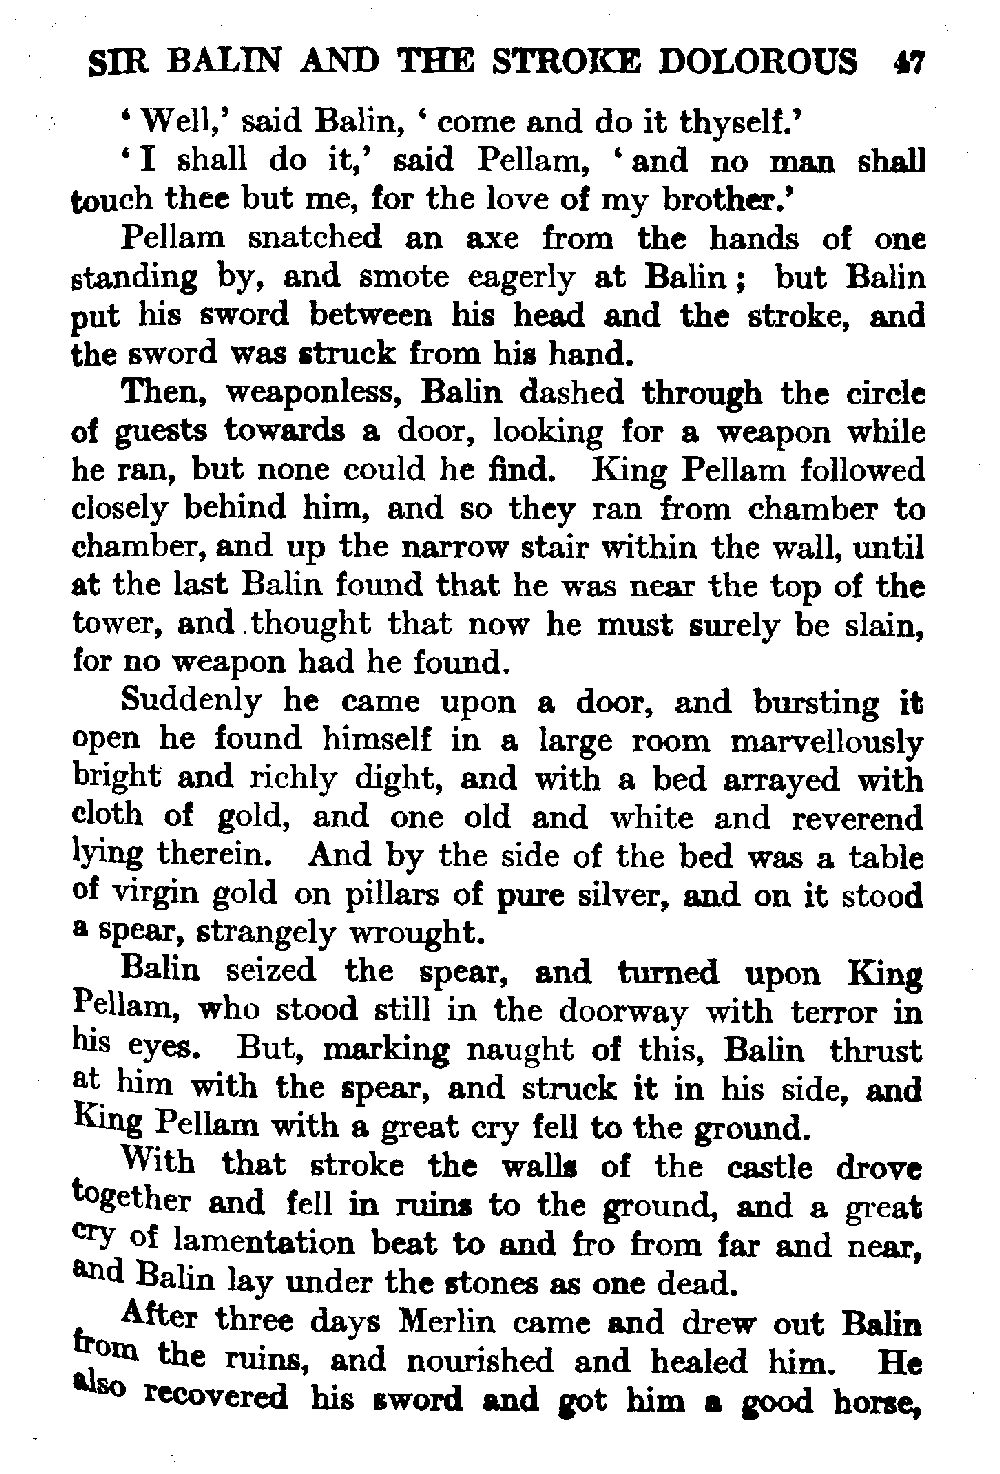 SIR BALIN AND THE STROKE DOLOROUS 47
‘ Well,’ said Balin, ‘ come and do it thyself.’
‘ I shall do it,’ said Pellam, ‘ and no man shall
touch thee but me, for the love of my brother.’
Pellam snatched an axe from the hands of one
standing by, and smote eagerly at Balin ; but Balin
put his sword between his head and the stroke, and
the sword was struck from his hand.
Then, weaponless, Balin dashed through the circle
of guests towards a door, looking for a weapon while
he ran, but none could he find. King Pellam followed
closely behind him, and so they ran from chamber to
chamber, and up the narrow stair within the wall, until
at the last Balin found that he was near the top of the
tower, and thought that now he must surely be slain,
for no weapon had he found.
Suddenly he came upon a door, and bursting it
open he found himself in a large room marvellously
bright and richly dight, and with a bed arrayed with
cloth of gold, and one old and white and reverend
lying therein. And by the side of the bed was a table
of virgin gold on pillars of pure silver, and on it stood
a spear, strangely wrought.
Balin seized the spear, and turned upon King
Pellam, who stood still in the doorway with terror in
his eyes. But, marking naught of this, Balin thrust
at him with the spear, and struck it in his side, and
King Pellam with a great cry fell to the ground.
With that stroke the walls of the castle drove
together and fell in ruins to the ground, and a great
cry of lamentation beat to and fro from far and near,
and Balin lay under the stones as one dead.
After three days Merlin came and drew out Balin
from the ruins, and nourished and healed him. He
also recovered his sword and got him a good horse,